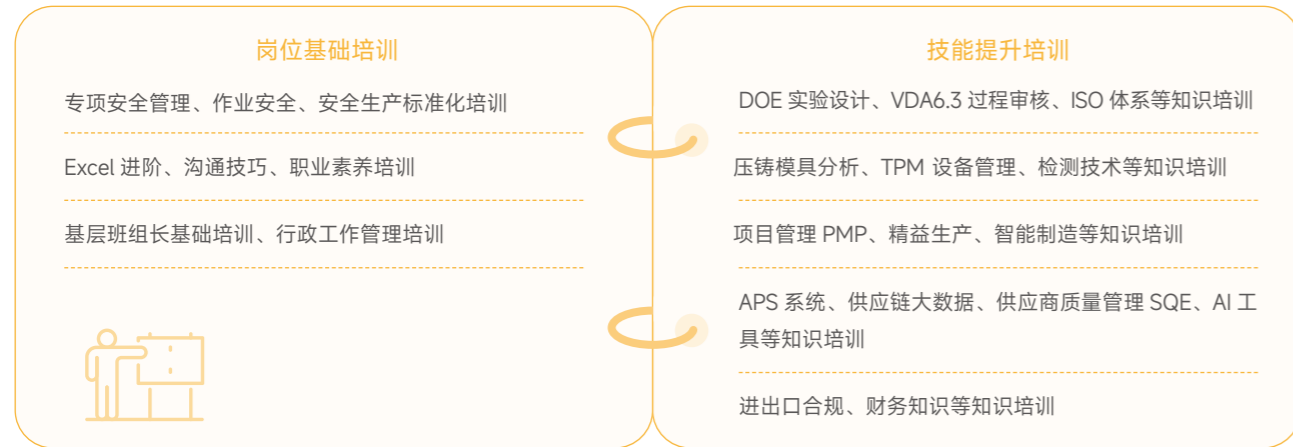 岗位基础培训
专项安全管理、作业安全、安全生产标准化培训
Excel 进阶、沟通技巧、职业素养培训
基层班组长基础培训、行政工作管理培训
技能提升培训
DOE 实验设计、VDA6.3 过程审核、ISO 体系等知识培训
压铸模具分析、TPM 设备管理、检测技术等知识培训
项目管理 PMP、精益生产、智能制造等知识培训
APS 系统、供应链大数据、供应商质量管理 SQE、AI 工
具等知识培训
进出口合规、财务知识等知识培训